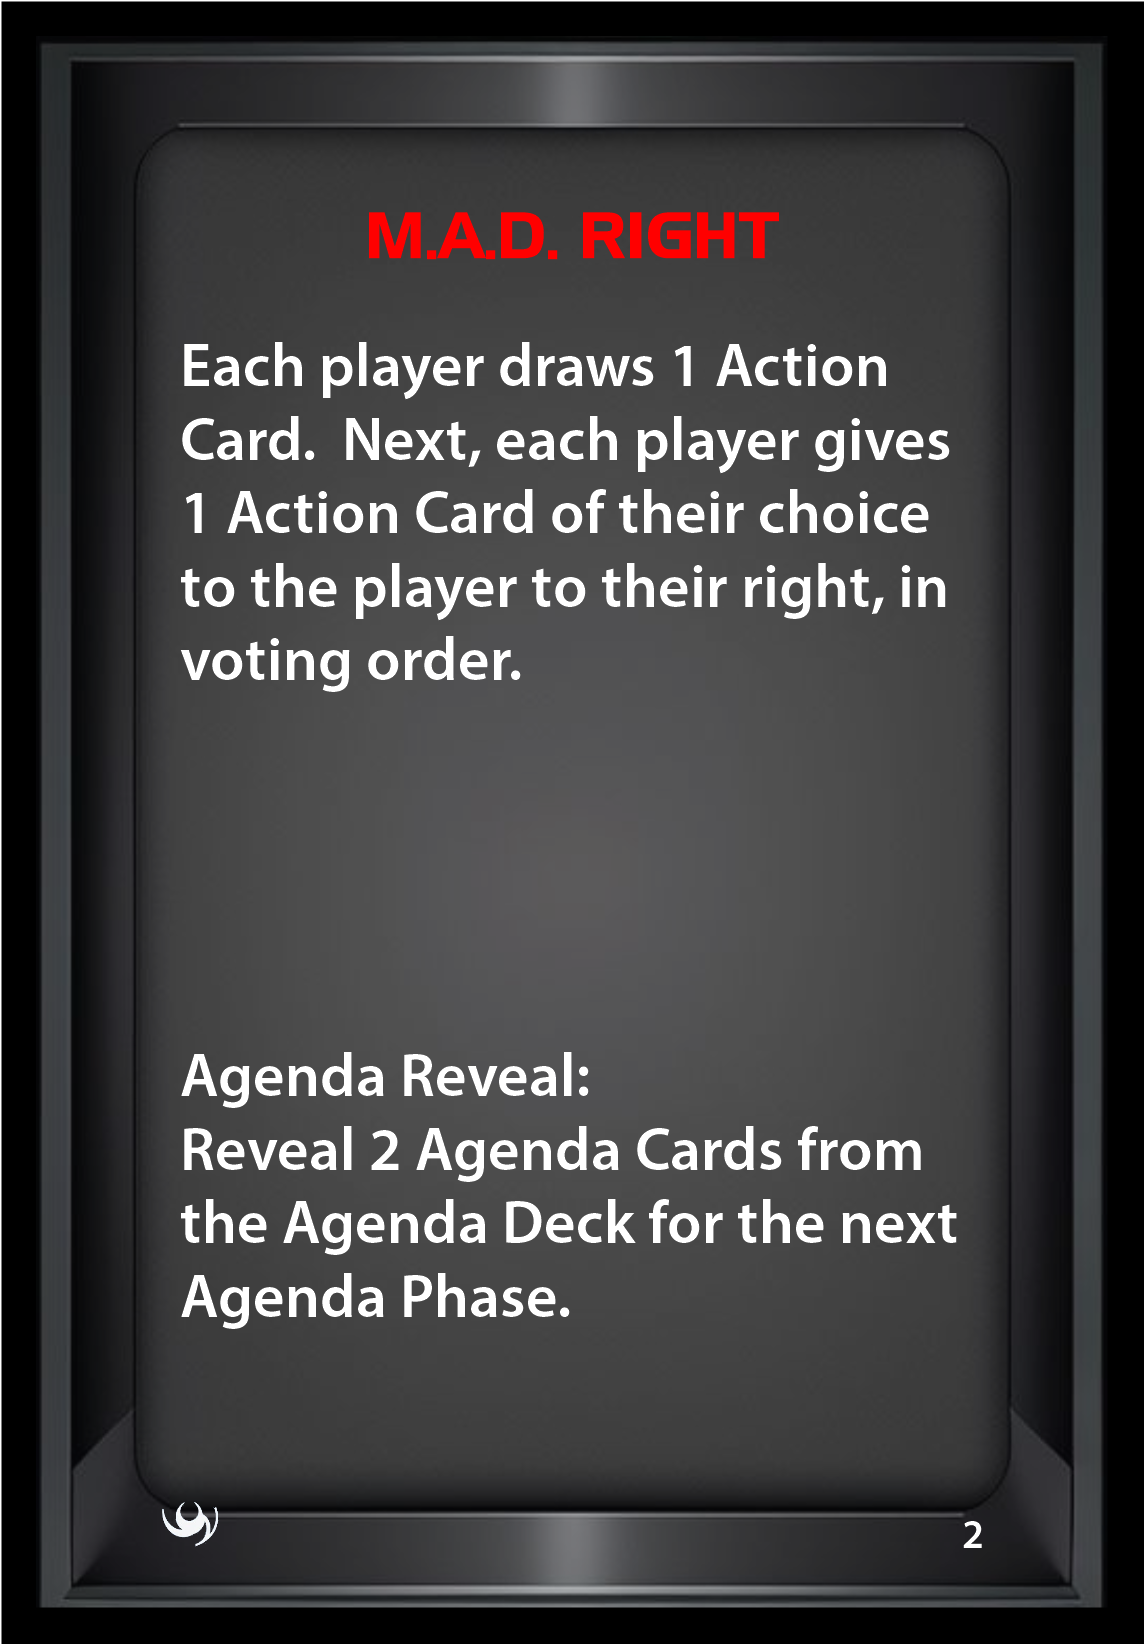 M.A.D. RIGHT
Each player draws 1 Action
Card.  Next, each player gives
1 Action Card of their choice
to the player to their right, in
voting order.
Agenda Reveal:
Reveal 2 Agenda Cards from
the Agenda Deck for the next
Agenda Phase.
2